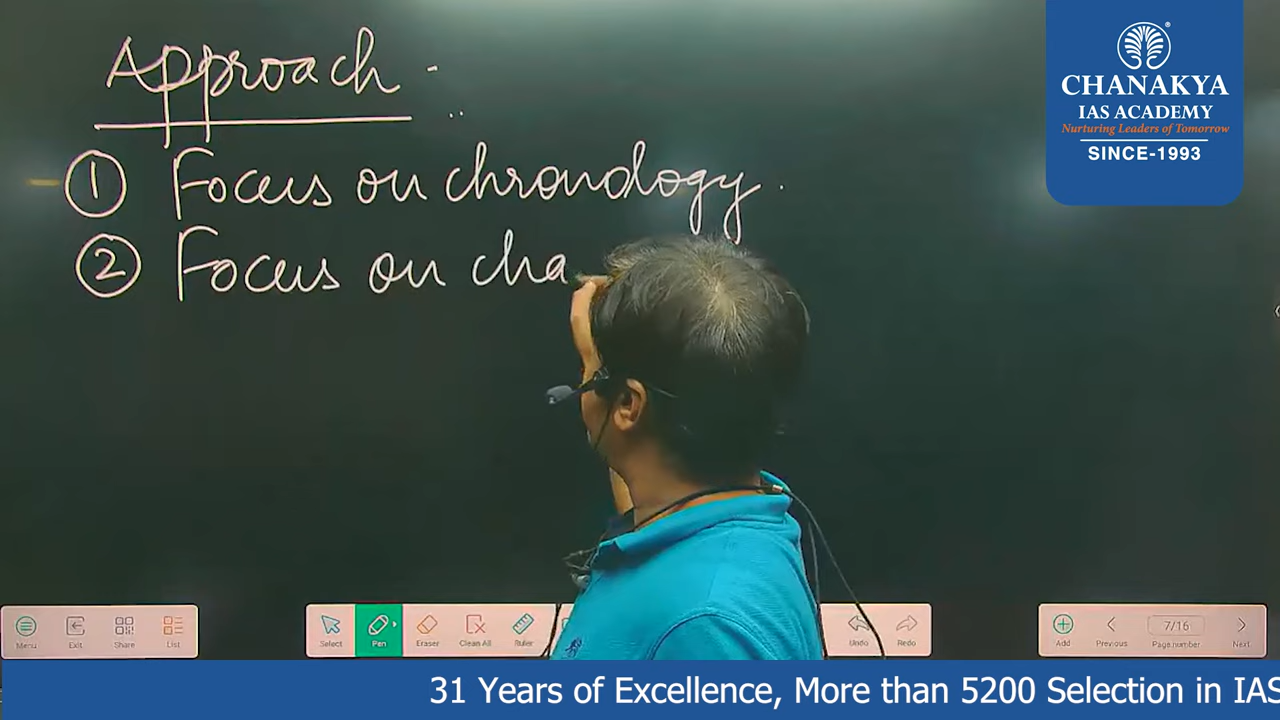 Approach :-
① Focus on chronology.
② Focus on cha
CHANAKYA
IAS ACADEMY
Nurturing Leaders of Tomorrow
SINCE-1993
Menu Exit Share List Select Pen Eraser Clean All Ruler Undo Redo Add Previous 7/16 Page number Next
31 Years of Excellence, More than 5200 Selection in IAS